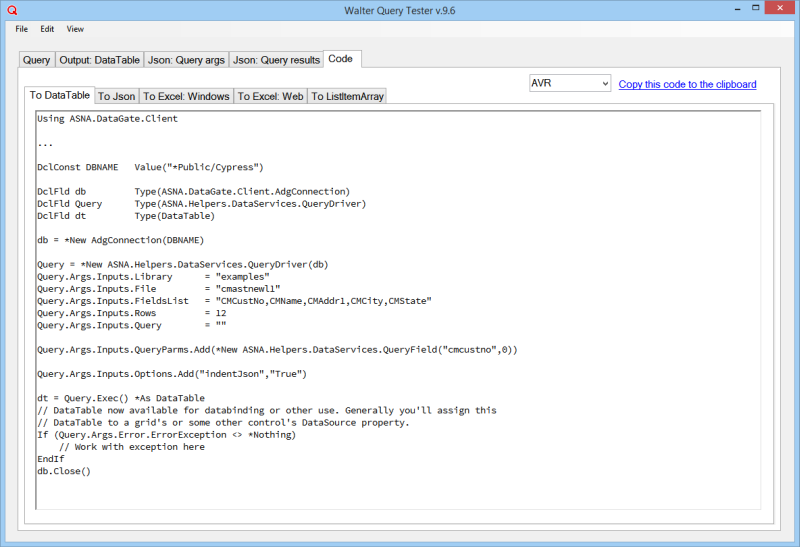 Walter Query Tester v.9.6
File Edit View
Query Output: DataTable Json: Query args Json: Query results Code
AVR Copy this code to the clipboard
To DataTable To Json To Excel: Windows To Excel: Web To ListItemArray
Using ASNA.DataGate.Client
...
DclConst DBNAME Value("*Public/Cypress")
DclFld db Type(ASNA.DataGate.Client.AdgConnection)
DclFld Query Type(ASNA.Helpers.DataServices.QueryDriver)
DclFld dt Type(DataTable)
db = *New AdgConnection(DBNAME)
Query = *New ASNA.Helpers.DataServices.QueryDriver(db)
Query.Args.Inputs.Library = "examples"
Query.Args.Inputs.File = "cmastnewl1"
Query.Args.Inputs.FieldsList = "CMCustNo,CMName,CMAddr1,CMCity,CMState"
Query.Args.Inputs.Rows = 12
Query.Args.Inputs.Query = ""
Query.Args.Inputs.QueryParms.Add(*New ASNA.Helpers.DataServices.QueryField("cmcustno",0))
Query.Args.Inputs.Options.Add("indentJson","True")
dt = Query.Exec() *As DataTable
// DataTable now available for databinding or other use. Generally you'll assign this
// DataTable to a grid's or some other control's DataSource property.
If (Query.Args.Error.ErrorException <> *Nothing)
// Work with exception here
EndIf
db.Close()